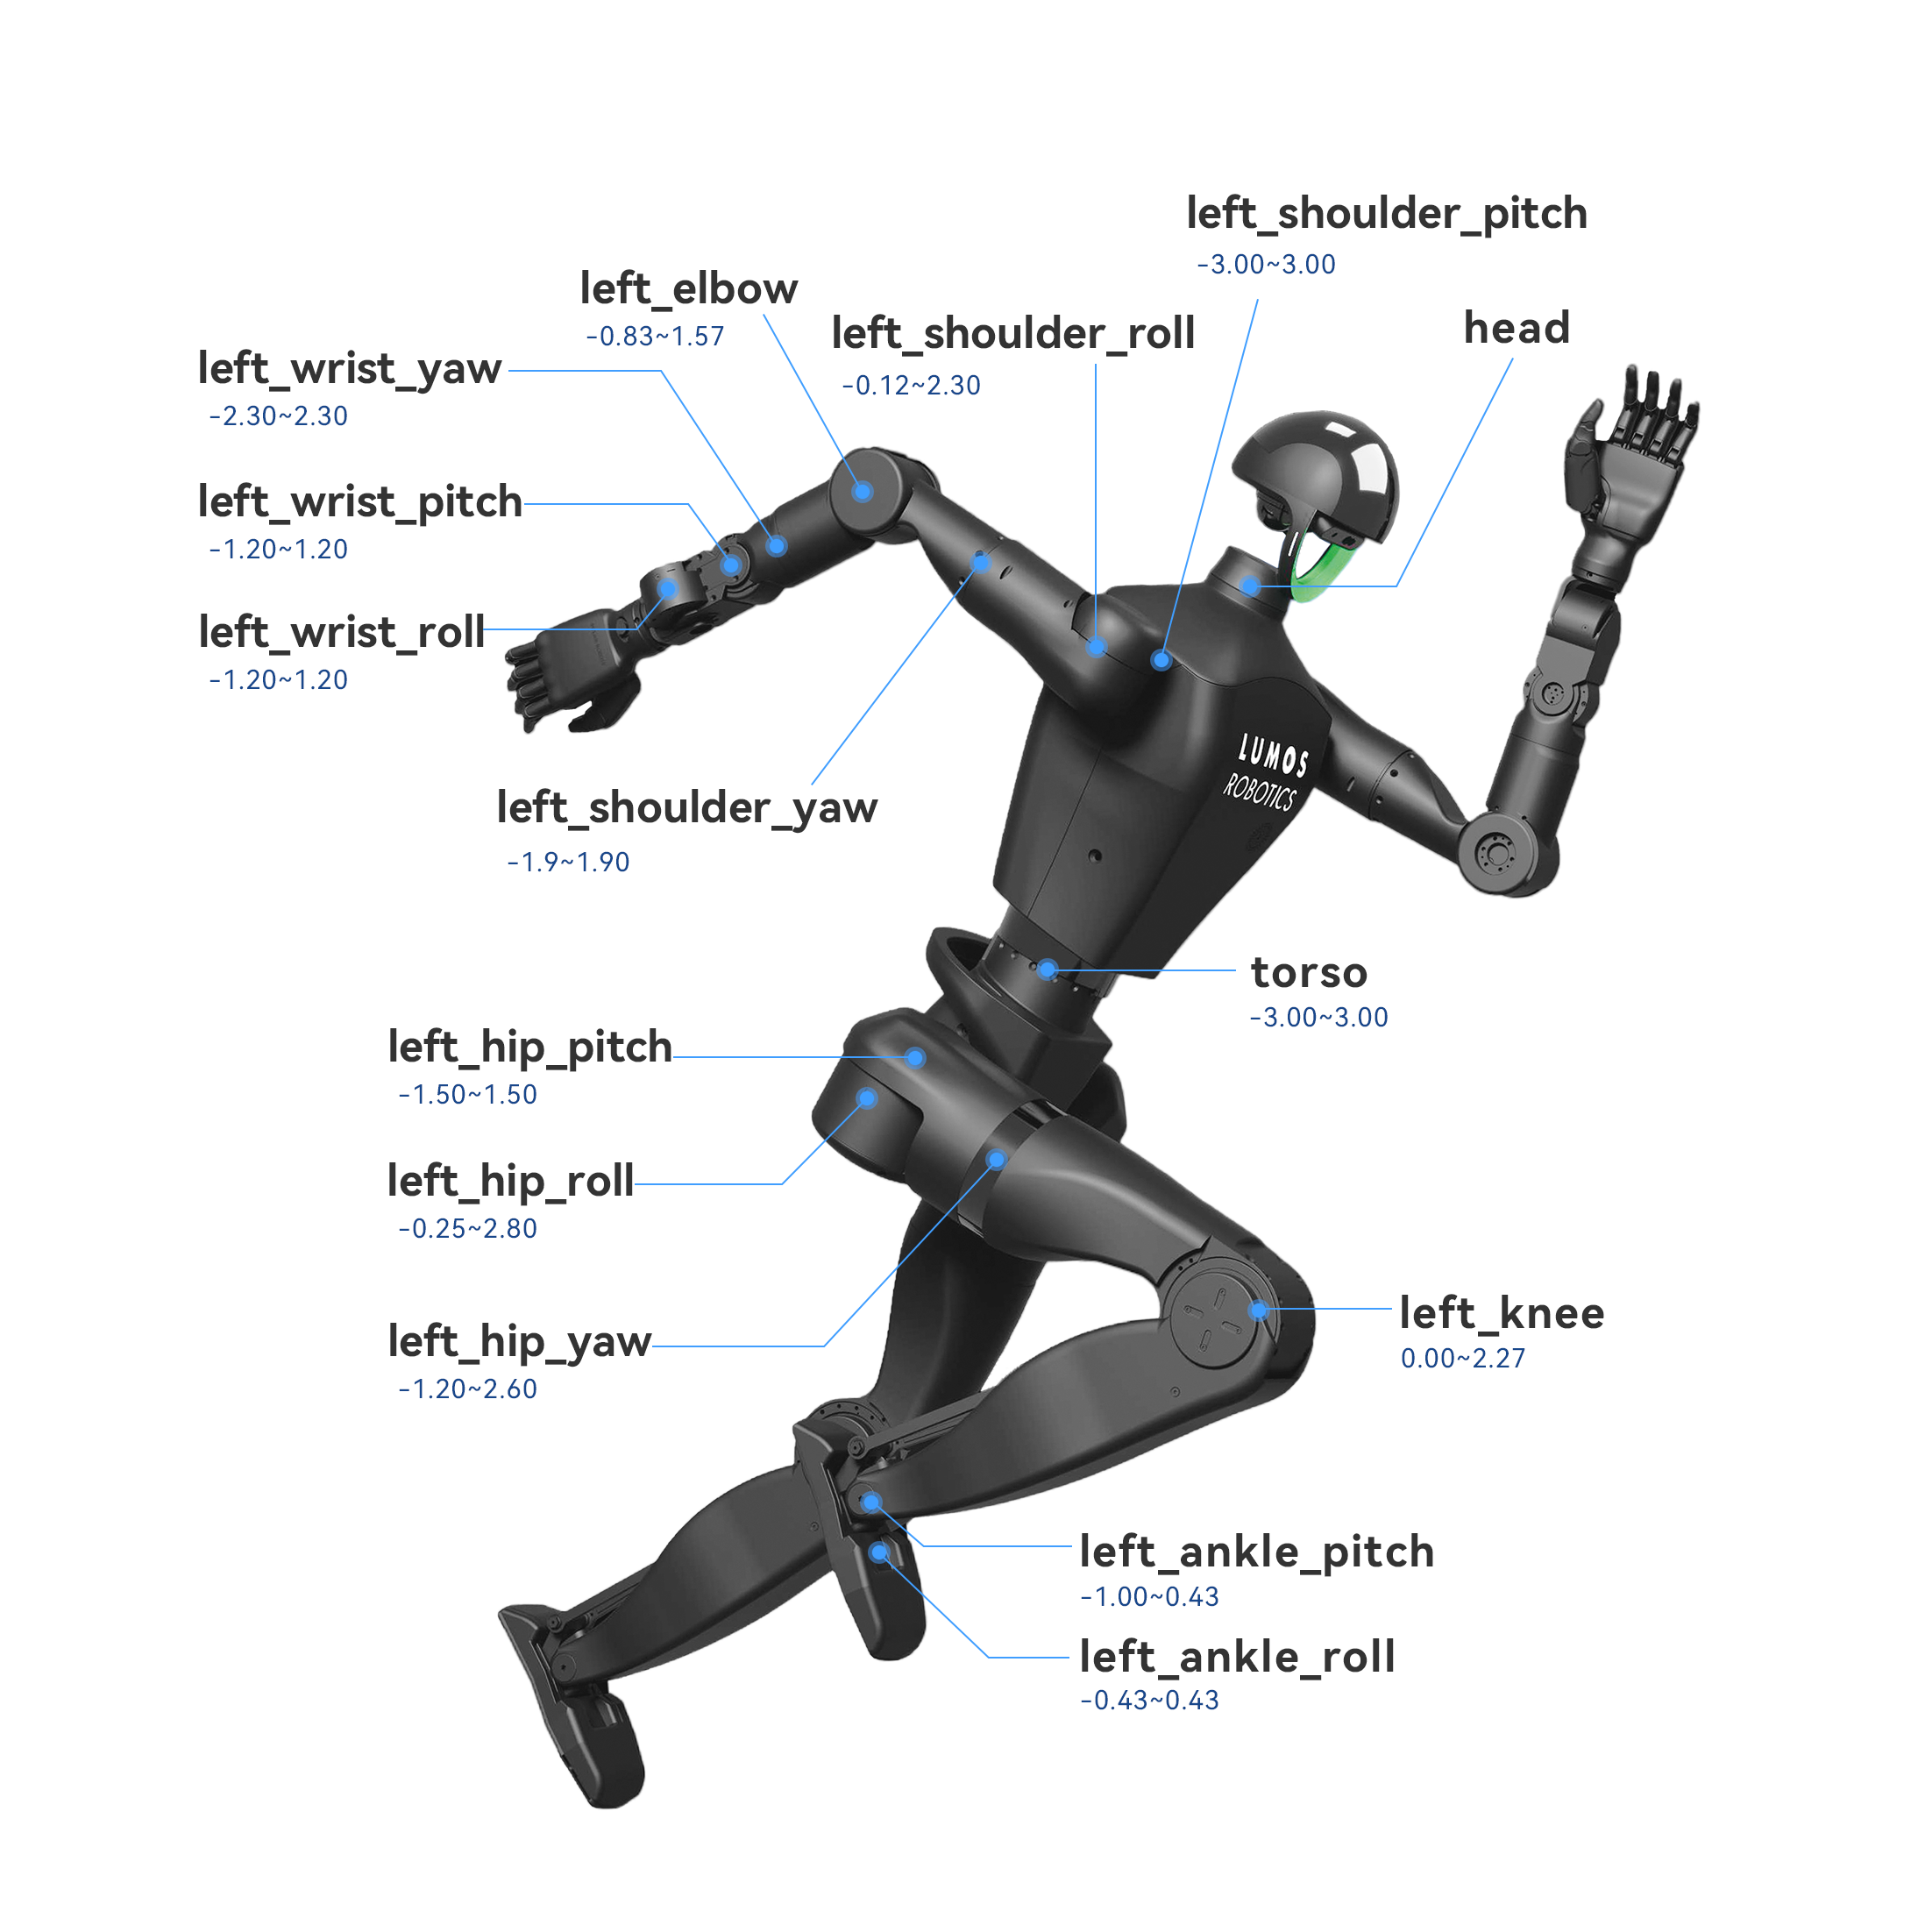 left_shoulder_pitch
-3.00~3.00
left_elbow
-0.83~1.57
left_shoulder_roll
-0.12~2.30
head
left_wrist_yaw
-2.30~2.30
left_wrist_pitch
-1.20~1.20
left_wrist_roll
-1.20~1.20
LUMOS
ROBOTICS
left_shoulder_yaw
-1.9~1.90
torso
-3.00~3.00
left_hip_pitch
-1.50~1.50
left_hip_roll
-0.25~2.80
left_hip_yaw
-1.20~2.60
left_knee
0.00~2.27
left_ankle_pitch
-1.00~0.43
left_ankle_roll
-0.43~0.43